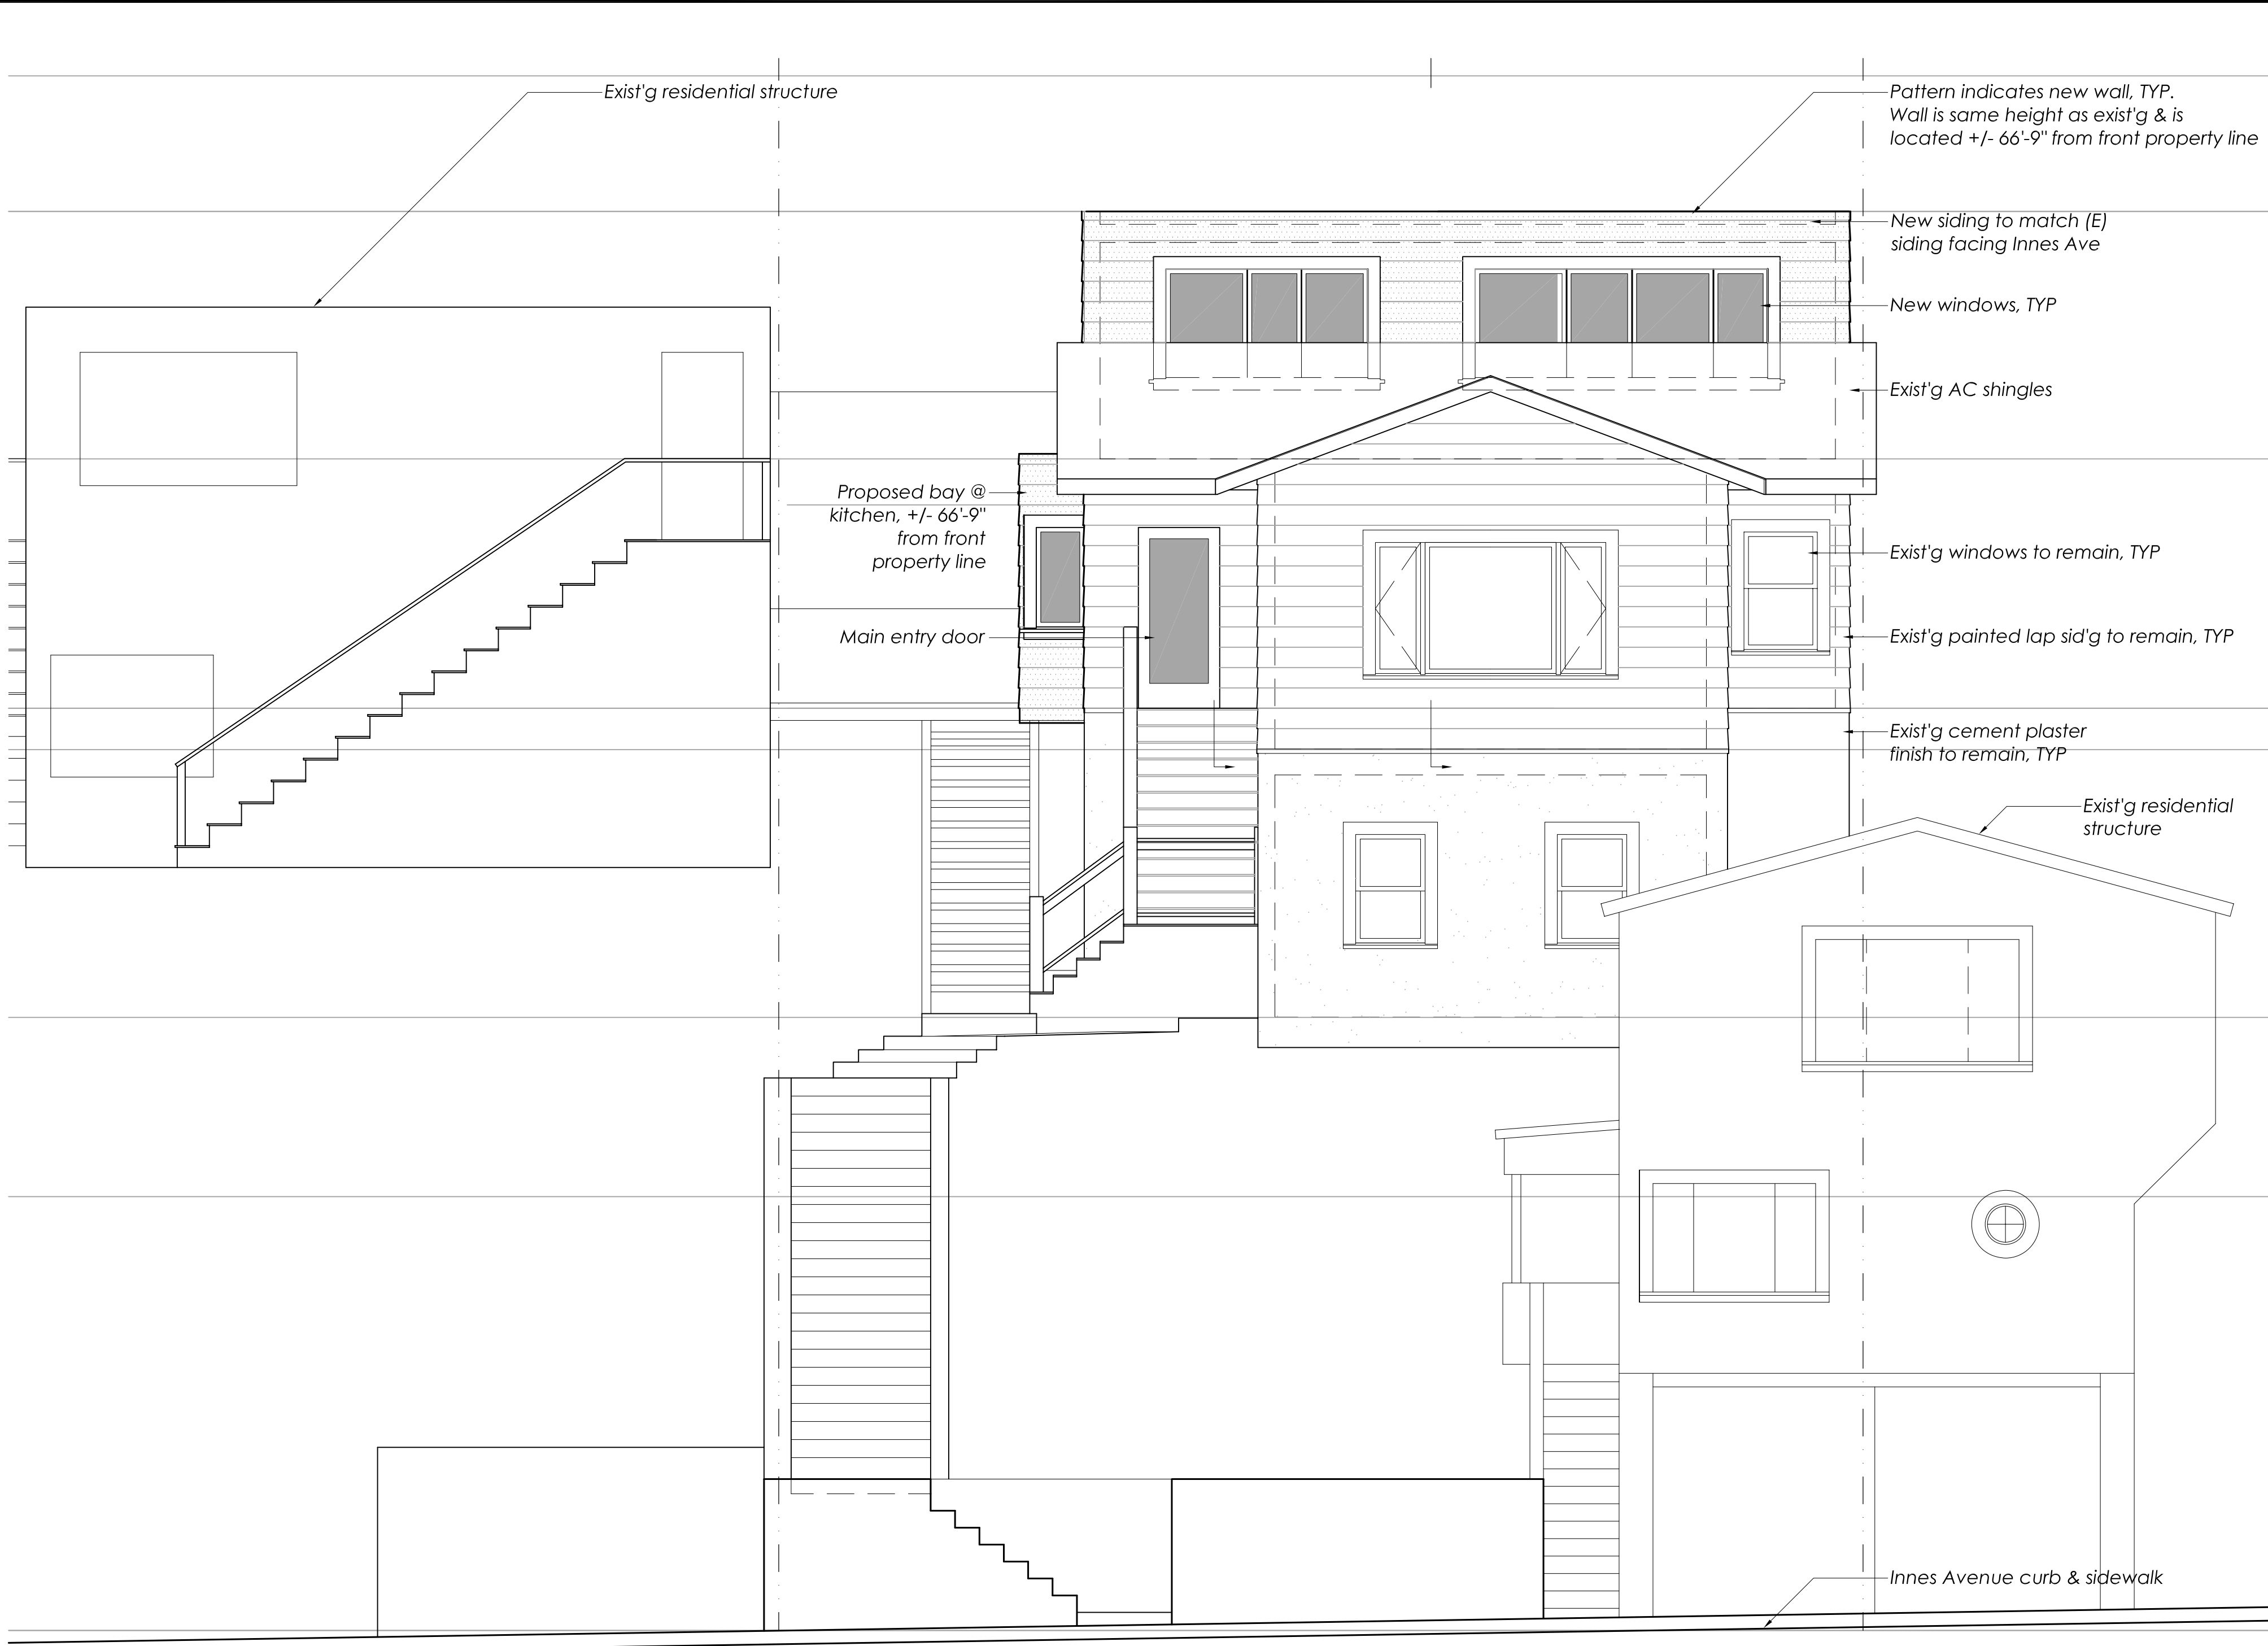 Exist'g residential structure
Pattern indicates new wall, TYP.
Wall is same height as exist'g & is
located +/- 66'-9" from front property line
New siding to match (E)
siding facing Innes Ave
New windows, TYP
Exist'g AC shingles
Proposed bay @
kitchen, +/- 66'-9"
from front
property line
Exist'g windows to remain, TYP
Main entry door
Exist'g painted lap sid'g to remain, TYP
Exist'g cement plaster
finish to remain, TYP
Exist'g residential
structure
Innes Avenue curb & sidewalk